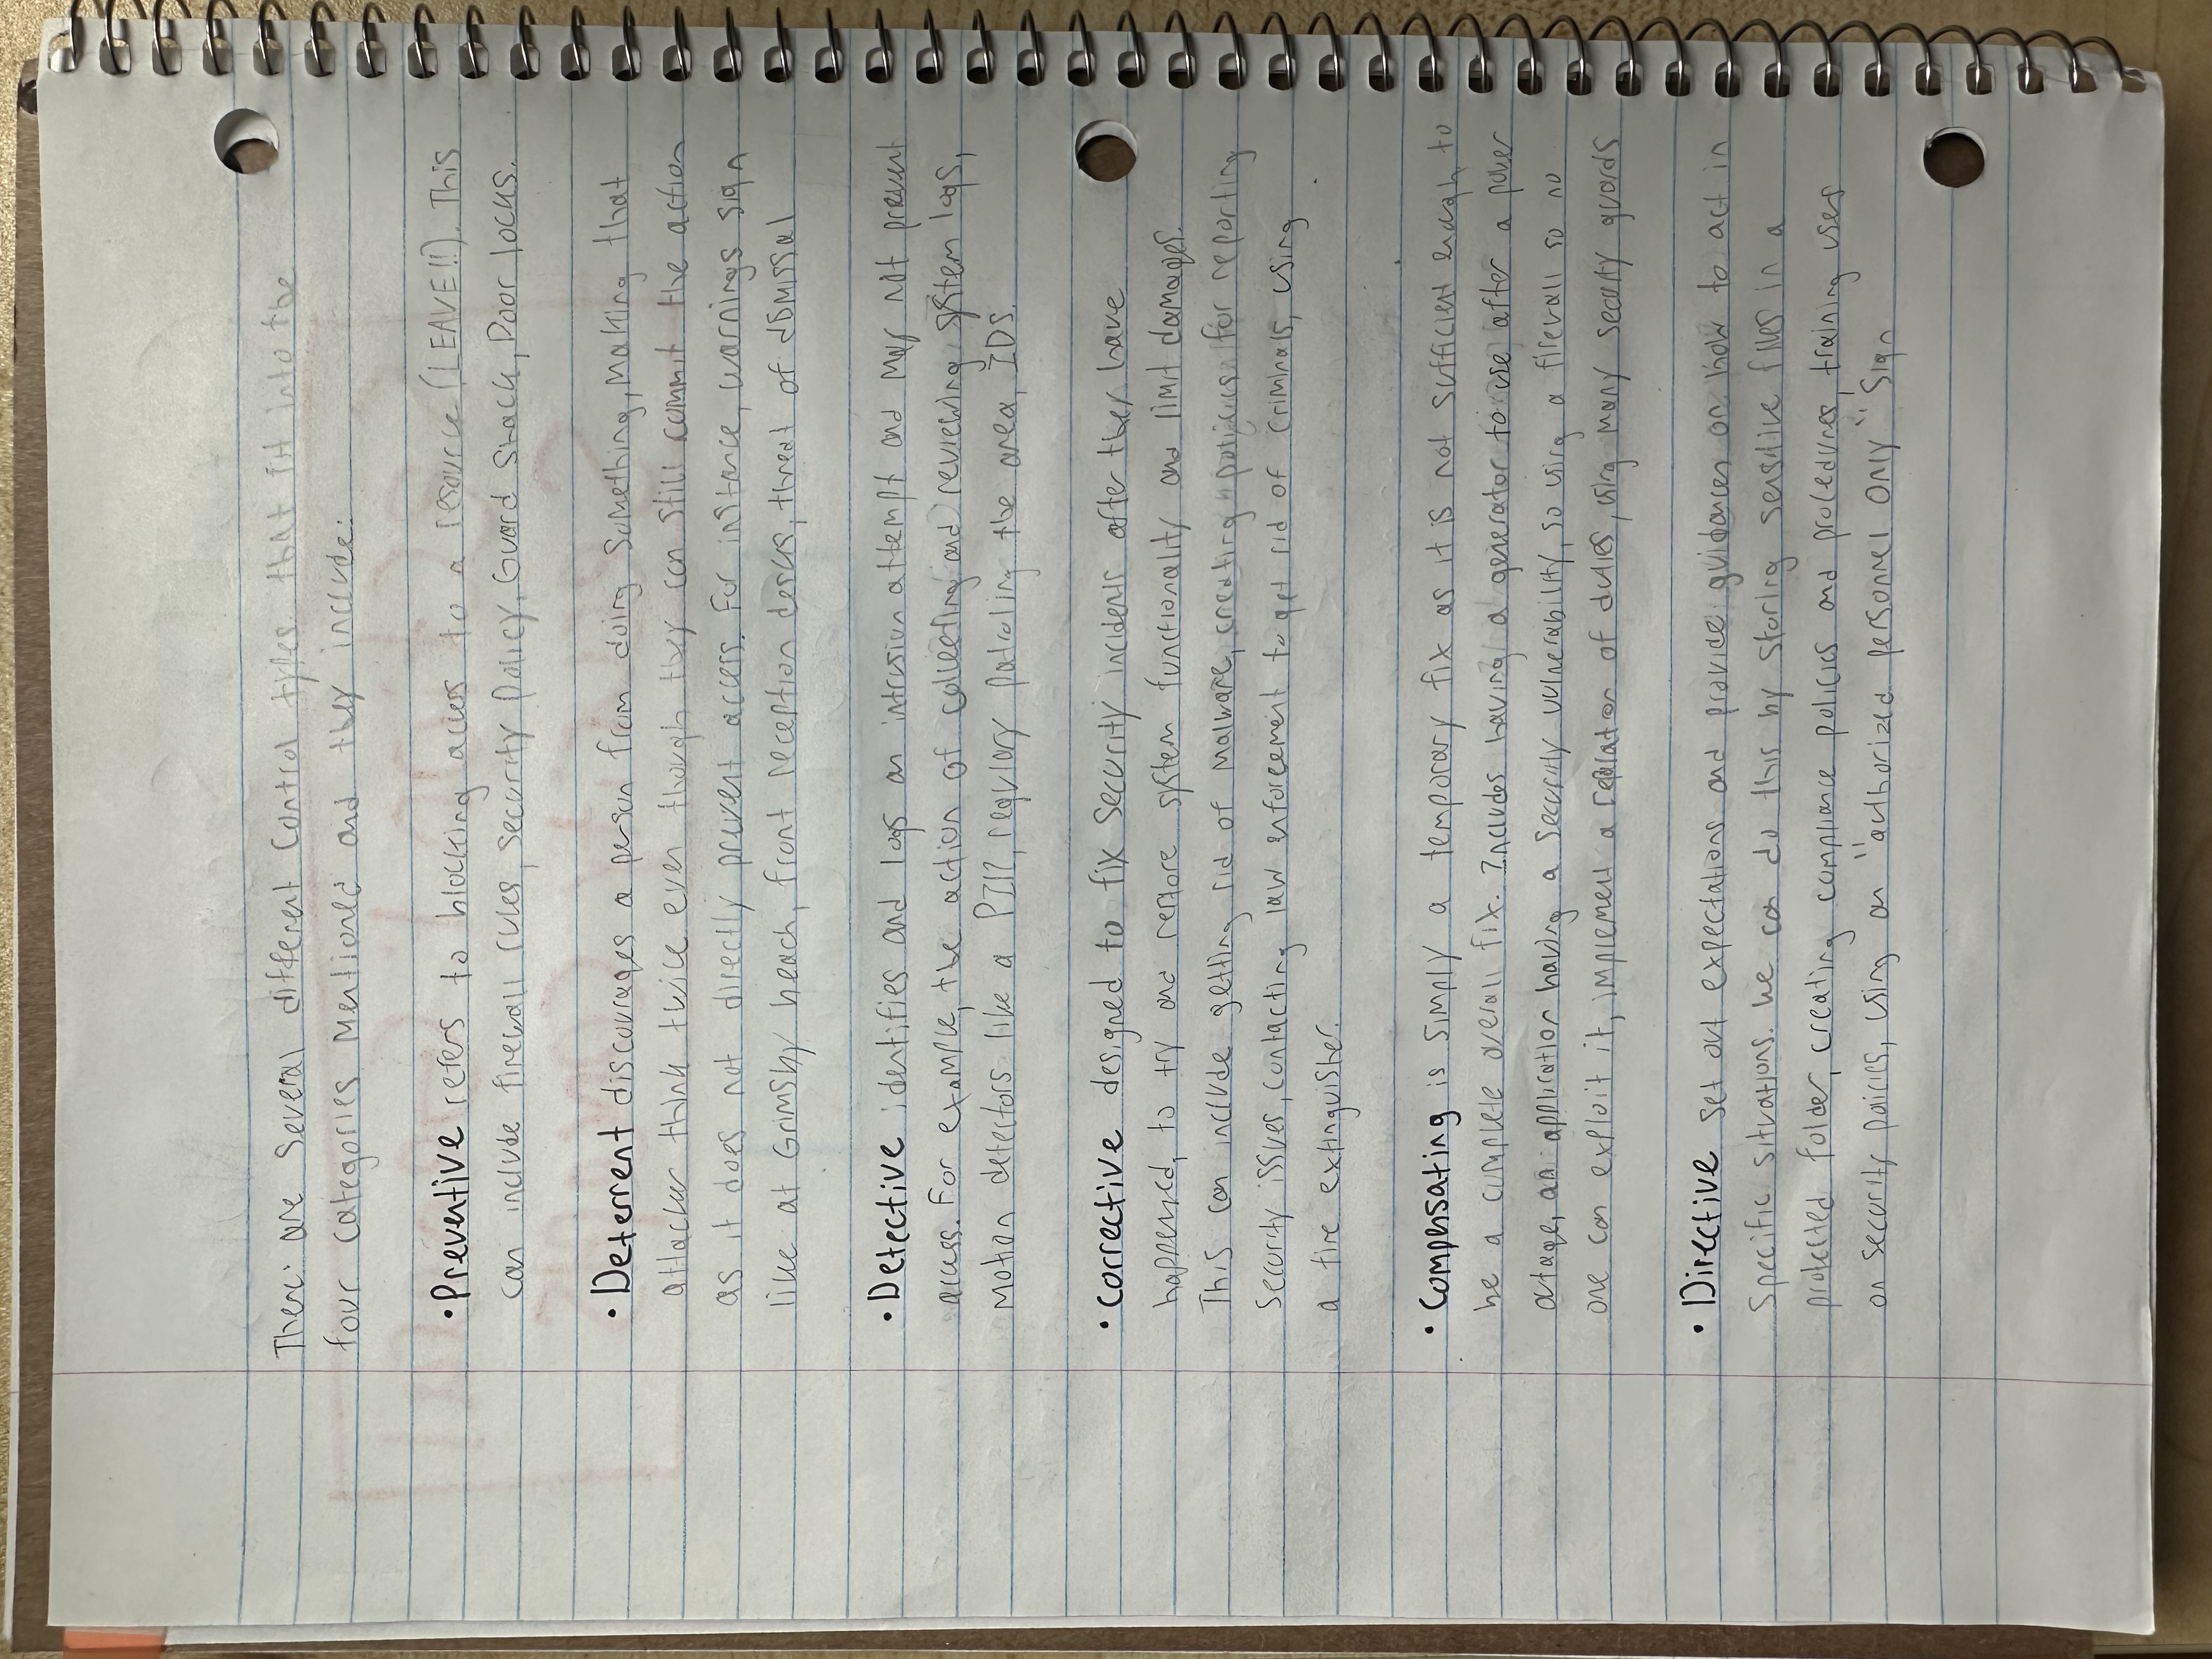 There are several different control types that fit into the
four categories mentioned and they include:
• Preventive refers to blocking access to a resource (LEAVE!!). This
can include firewall rules, security policy, Guard Shack, Door locks.
• Deterrent discourages a person from doing something, making that
attacker think twice even though they can still commit the action
as it does not directly prevent access. For instance, warnings sign
like at Grimsby beach, front reception desks, threat of dismissal
• Detective identifies and logs an intrusion attempt and may not prevent
access. For example, the action of collecting and reviewing system logs,
motion detectors like a PIR, regulary patroling the area, IDS.
• Corrective designed to fix security incidents after they have
happened, to try and restore system functionality and limit damages.
This can include getting rid of malware, creating policies for reporting
security issues, contacting law enforcement to get rid of criminals, using
a fire extinguisher.
• Compensating is simply a temporary fix as it is not sufficient enough to
be a complete overall fix. Includes having a generator to use after a power
outage, an application having a security vulnerability, so using a firewall so no
one can exploit it, implement a of duties, using many security guards
• Directive set out expectations and provide on how to act in
specific situations. We can do this by storing sensitive files in a
protected folder, creating compliance policies and procedures, training users
on security policies, using an "authorized personnel only" sign